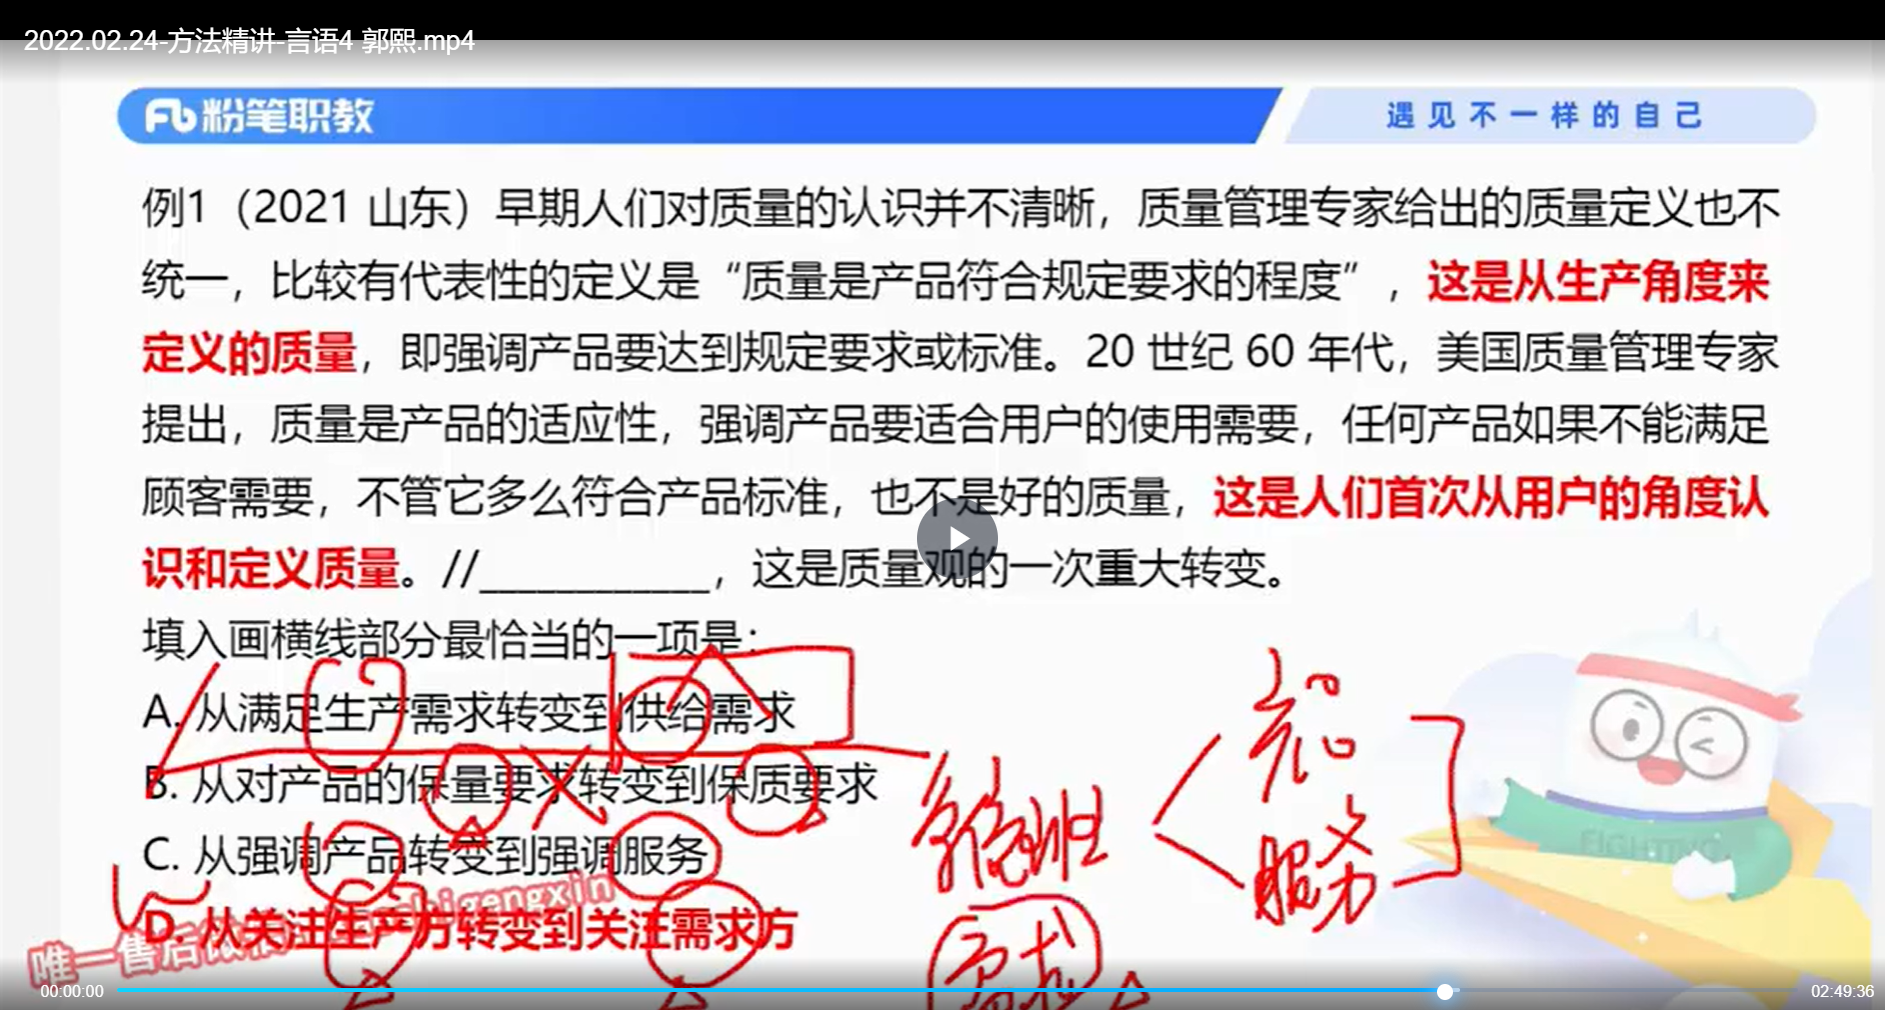 2022.02.24-方法精讲-言语4 郭熙.mp4
粉笔职教
遇见不一样的自己
例1（2021 山东）早期人们对质量的认识并不清晰，质量管理专家给出的质量定义也不
统一，比较有代表性的定义是“质量是产品符合规定要求的程度”，这是从生产角度来
定义的质量，即强调产品要达到规定要求或标准。20 世纪 60 年代，美国质量管理专家
提出，质量是产品的适应性，强调产品要适合用户的使用需要，任何产品如果不能满足
顾客需要，不管它多么符合产品标准，也不是好的质量，这是人们首次从用户的角度认
识和定义质量。//____________，这是质量观的一次重大转变。
填入画横线部分最恰当的一项是：
A. 从满足生产需求转变到供给需求
B. 从对产品的保量要求转变到保质要求
C. 从强调产品转变到强调服务
D. 从关注生产方转变到关注需求方
服务
需求
FIGHTING
唯一售后
00:00:00
02:49:36